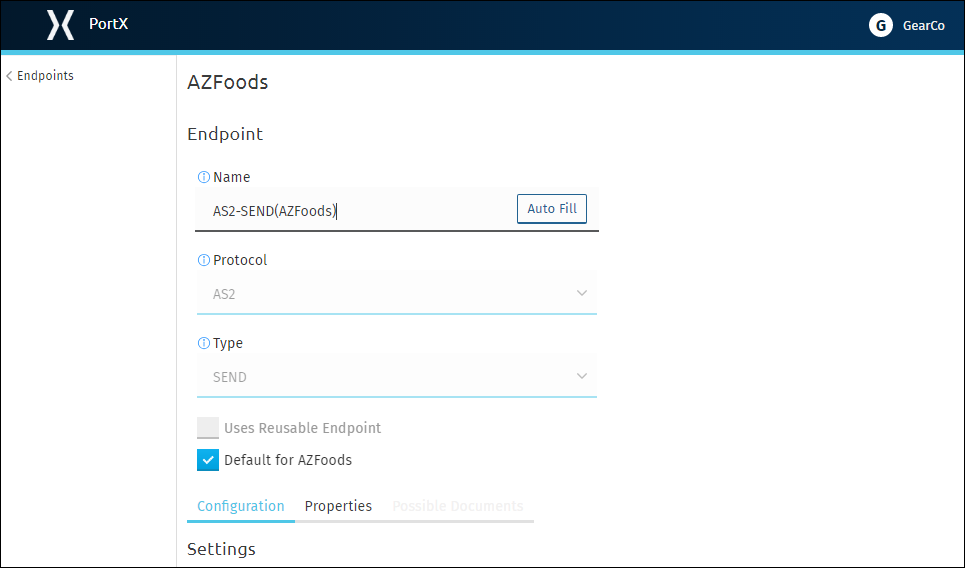 PortX
G GearCo
Endpoints
AZFoods
Endpoint
Name
AS2-SEND(AZFoods)
Auto Fill
Protocol
AS2
Type
SEND
Uses Reusable Endpoint
Default for AZFoods
Configuration Properties Possible Documents
Settings